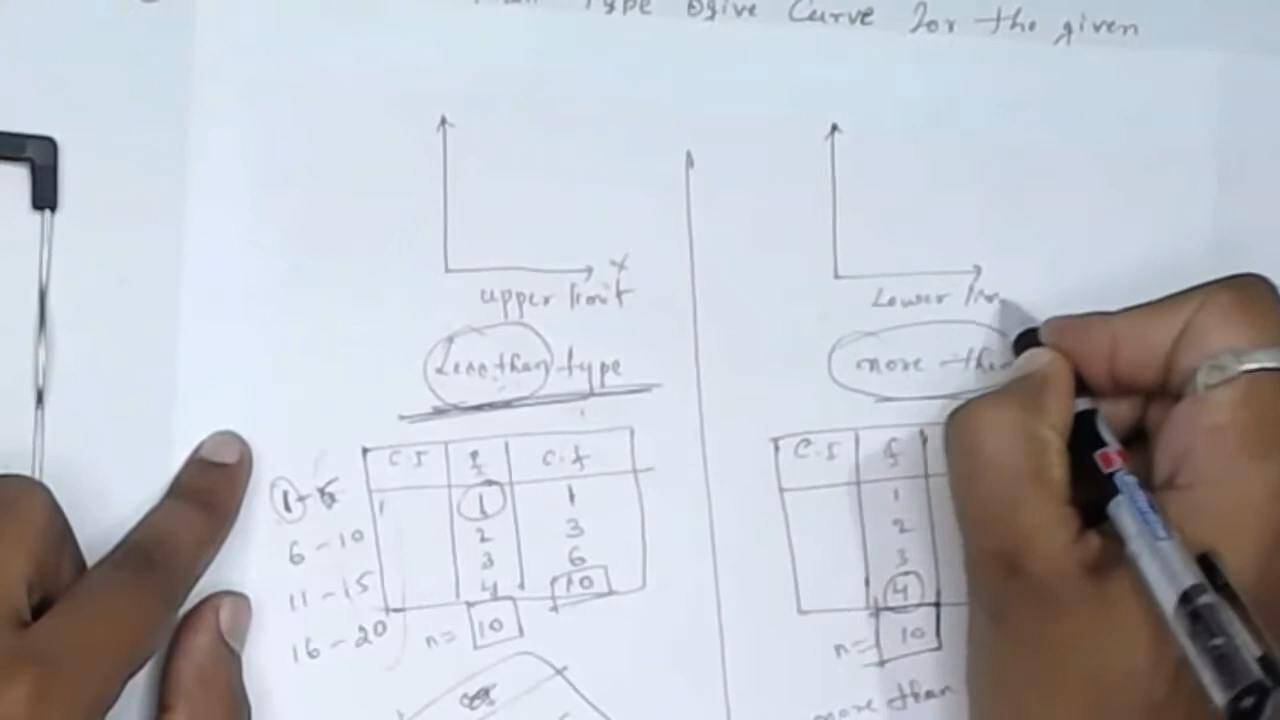 Type Ogive Curve for the given
X
upper limit
Lower lim
Less than type
more than
C.I f C.f
1-5 1 1
6-10 2 3
11-15 3 6
16-20 4 10
n= 10
C.I f
1
2
3
4
n= 10
more than